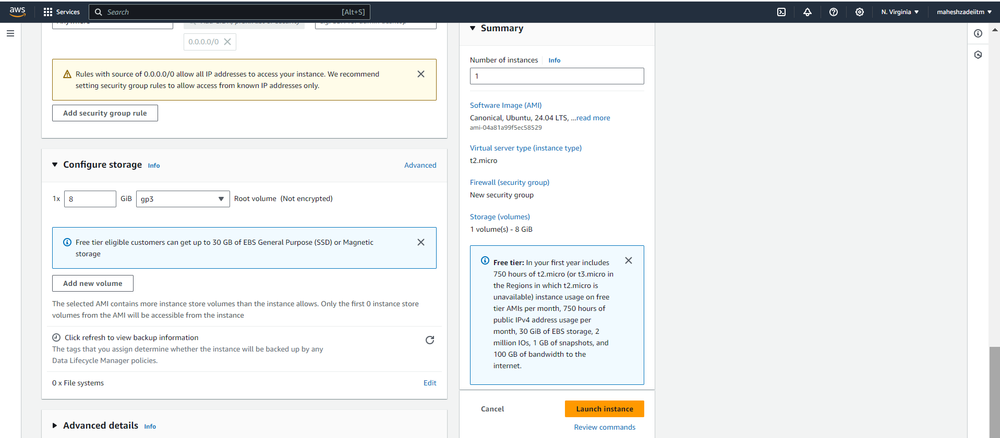 aws
Services
Search
[Alt+S]
N. Virginia
maheshzadeiitm
Anywhere
0.0.0.0/0
Rules with source of 0.0.0.0/0 allow all IP addresses to access your instance. We recommend
setting security group rules to allow access from known IP addresses only.
Add security group rule
Configure storage
Info
Advanced
1x
8
GiB
gp3
Root volume (Not encrypted)
Free tier eligible customers can get up to 30 GB of EBS General Purpose (SSD) or Magnetic
storage
Add new volume
The selected AMI contains more instance store volumes than the instance allows. Only the first 0 instance store
volumes from the AMI will be accessible from the instance
Click refresh to view backup information
The tags that you assign determine whether the instance will be backed up by any
Data Lifecycle Manager policies.
0 x File systems
Edit
Advanced details
Info
Summary
Number of instances
Info
1
Software Image (AMI)
Canonical, Ubuntu, 24.04 LTS, ...read more
ami-04a81a99f5ec58529
Virtual server type (instance type)
t2.micro
Firewall (security group)
New security group
Storage (volumes)
1 volume(s) - 8 GiB
Free tier: In your first year includes
750 hours of t2.micro (or t3.micro in
the Regions in which t2.micro is
unavailable) instance usage on free
tier AMIs per month, 750 hours of
public IPv4 address usage per
month, 30 GiB of EBS storage, 2
million IOs, 1 GB of snapshots, and
100 GB of bandwidth to the
internet.
Cancel
Launch instance
Review commands